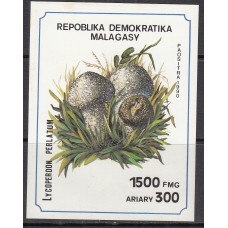 REPOBLIKA DEMOKRATIKA
MALAGASY
PAOSITRA 1990
LYCOPERDON PERLATUM
1500 FMG
ARIARY 300